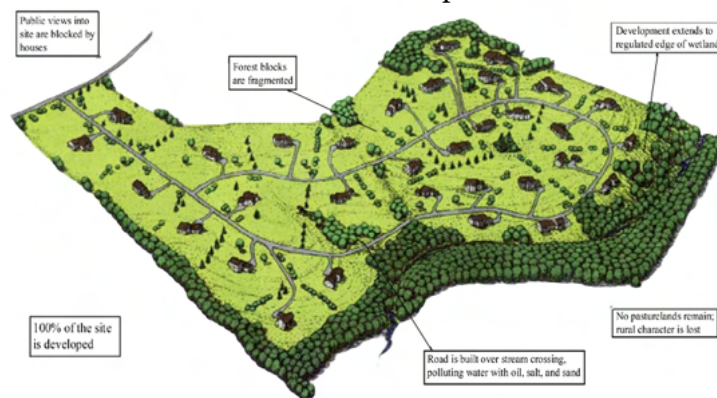 Public views into
site are blocked by
houses
Development extends to
regulated edge of wetland
Forest blocks
are fragmented
100% of the site
is developed
No pasturelands remain;
rural character is lost
Road is built over stream crossing,
polluting water with oil, salt, and sand